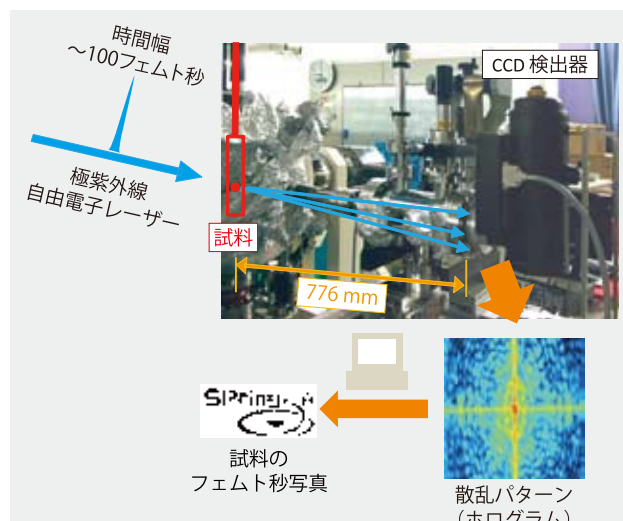 時間幅
～100フェムト秒
極紫外線
自由電子レーザー
CCD 検出器
試料
776 mm
試料の
フェムト秒写真
散乱パターン
（ホログラム）